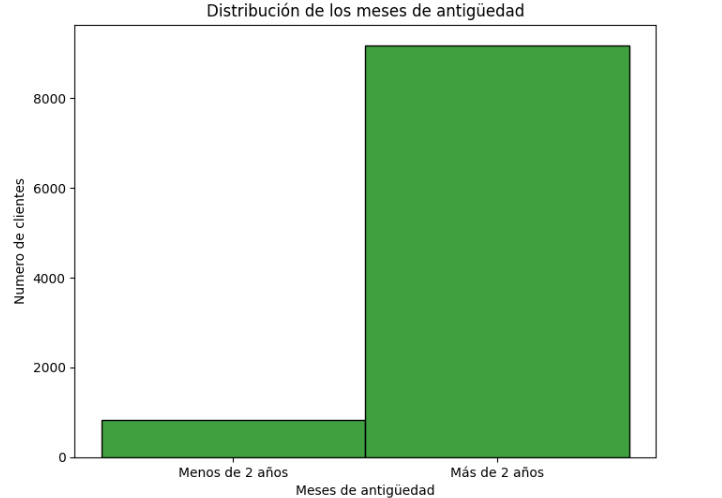 Distribución de los meses de antigüedad
Numero de clientes
8000
6000
4000
2000
0
Menos de 2 años
Más de 2 años
Meses de antigüedad